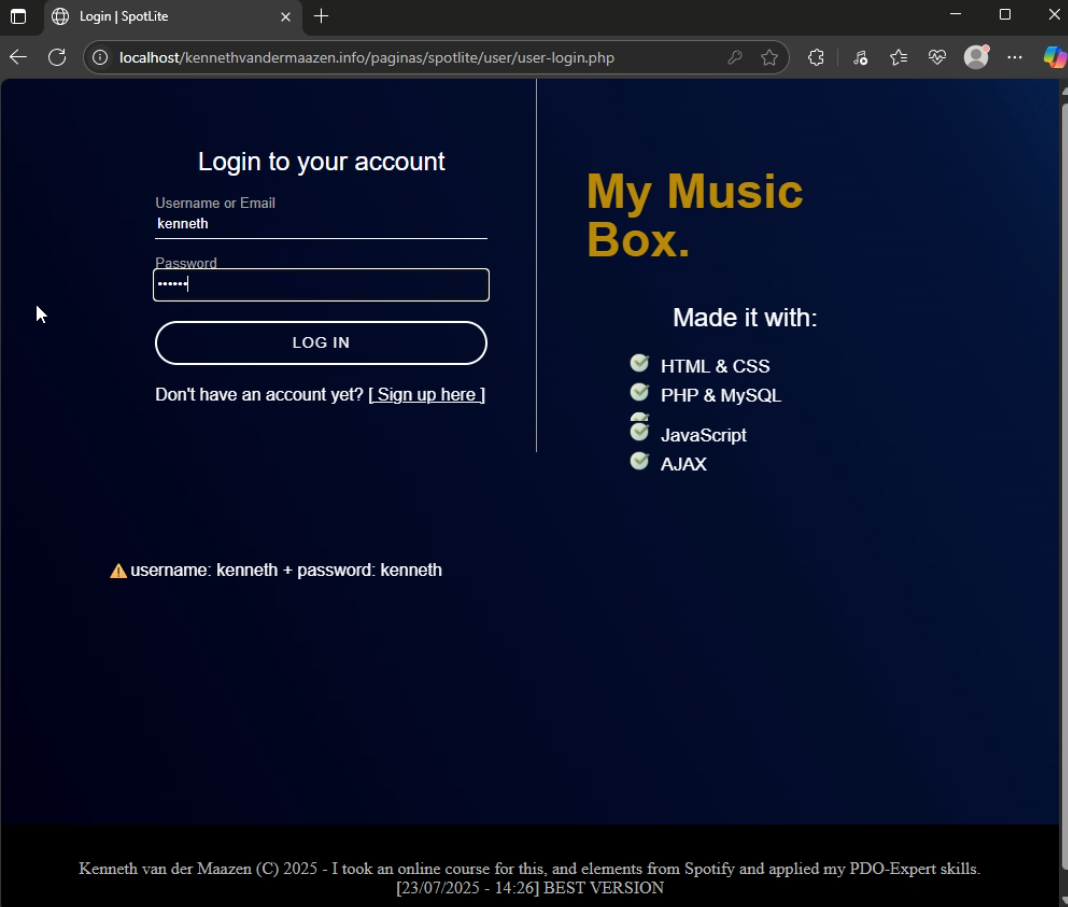 Login | SpotLite
localhost/kennethvandermaazen.info/paginas/spotlite/user/user-login.php
Login to your account
Username or Email
kenneth
Password
••••••
LOG IN
Don't have an account yet? [ Sign up here ]
My Music
Box.
Made it with:
HTML & CSS
PHP & MySQL
JavaScript
AJAX
⚠ username: kenneth + password: kenneth
Kenneth van der Maazen (C) 2025 - I took an online course for this, and elements from Spotify and applied my PDO-Expert skills.
[23/07/2025 - 14:26] BEST VERSION